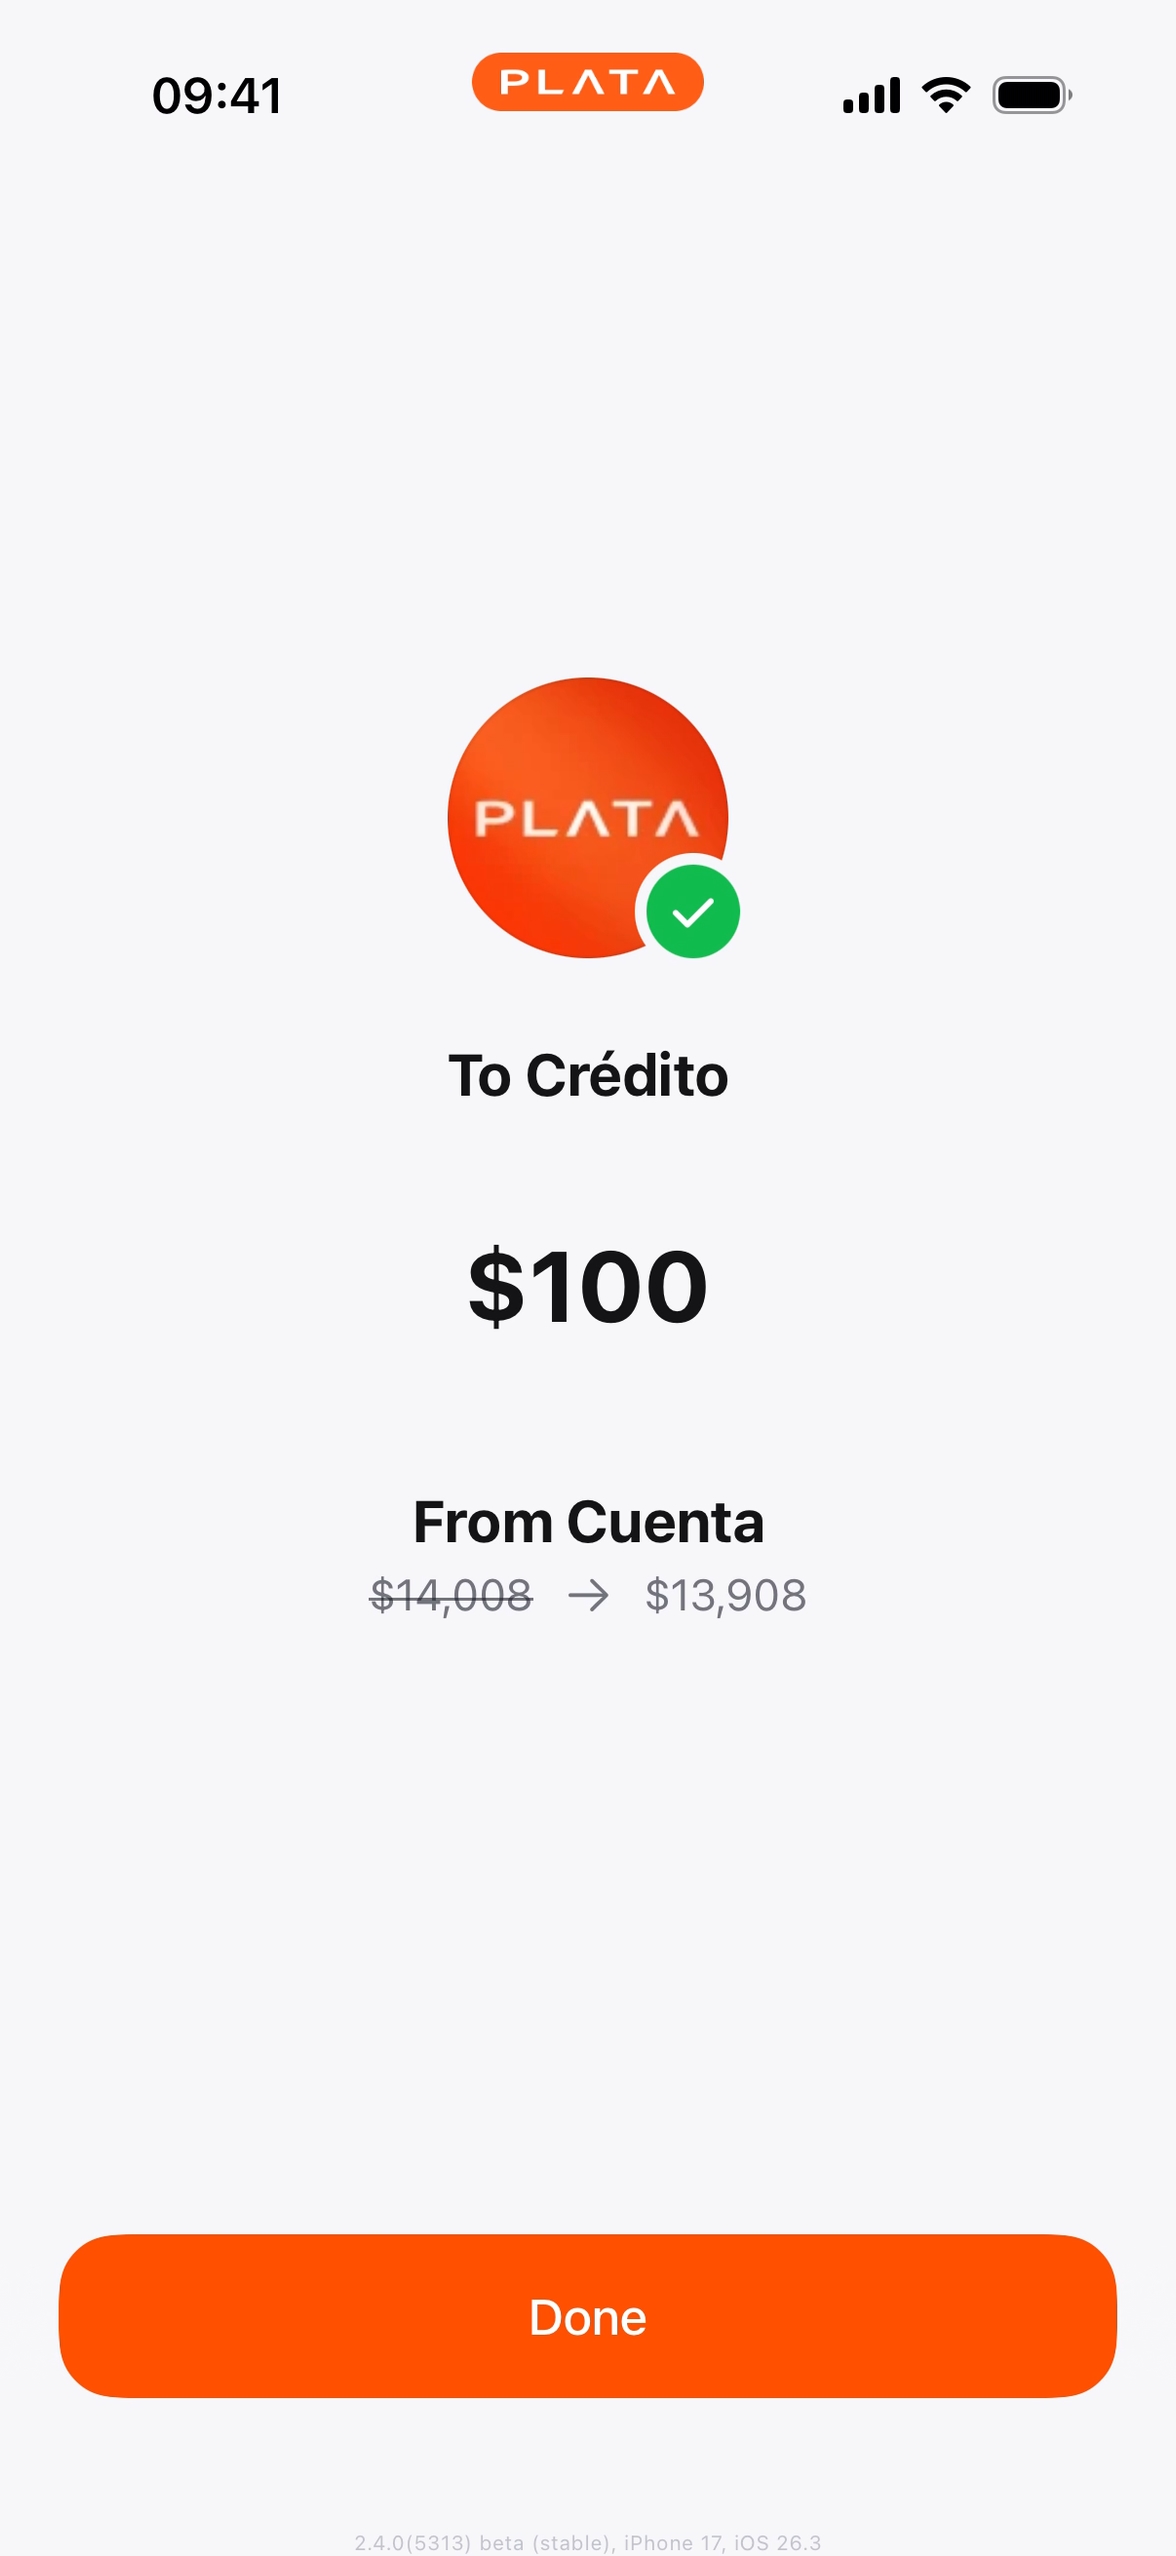 09:41
PLATA
PLATA
To Crédito
$100
From Cuenta
$14,008 → $13,908
Done
2.4.0(5313) beta (stable), iPhone 17, iOS 26.3